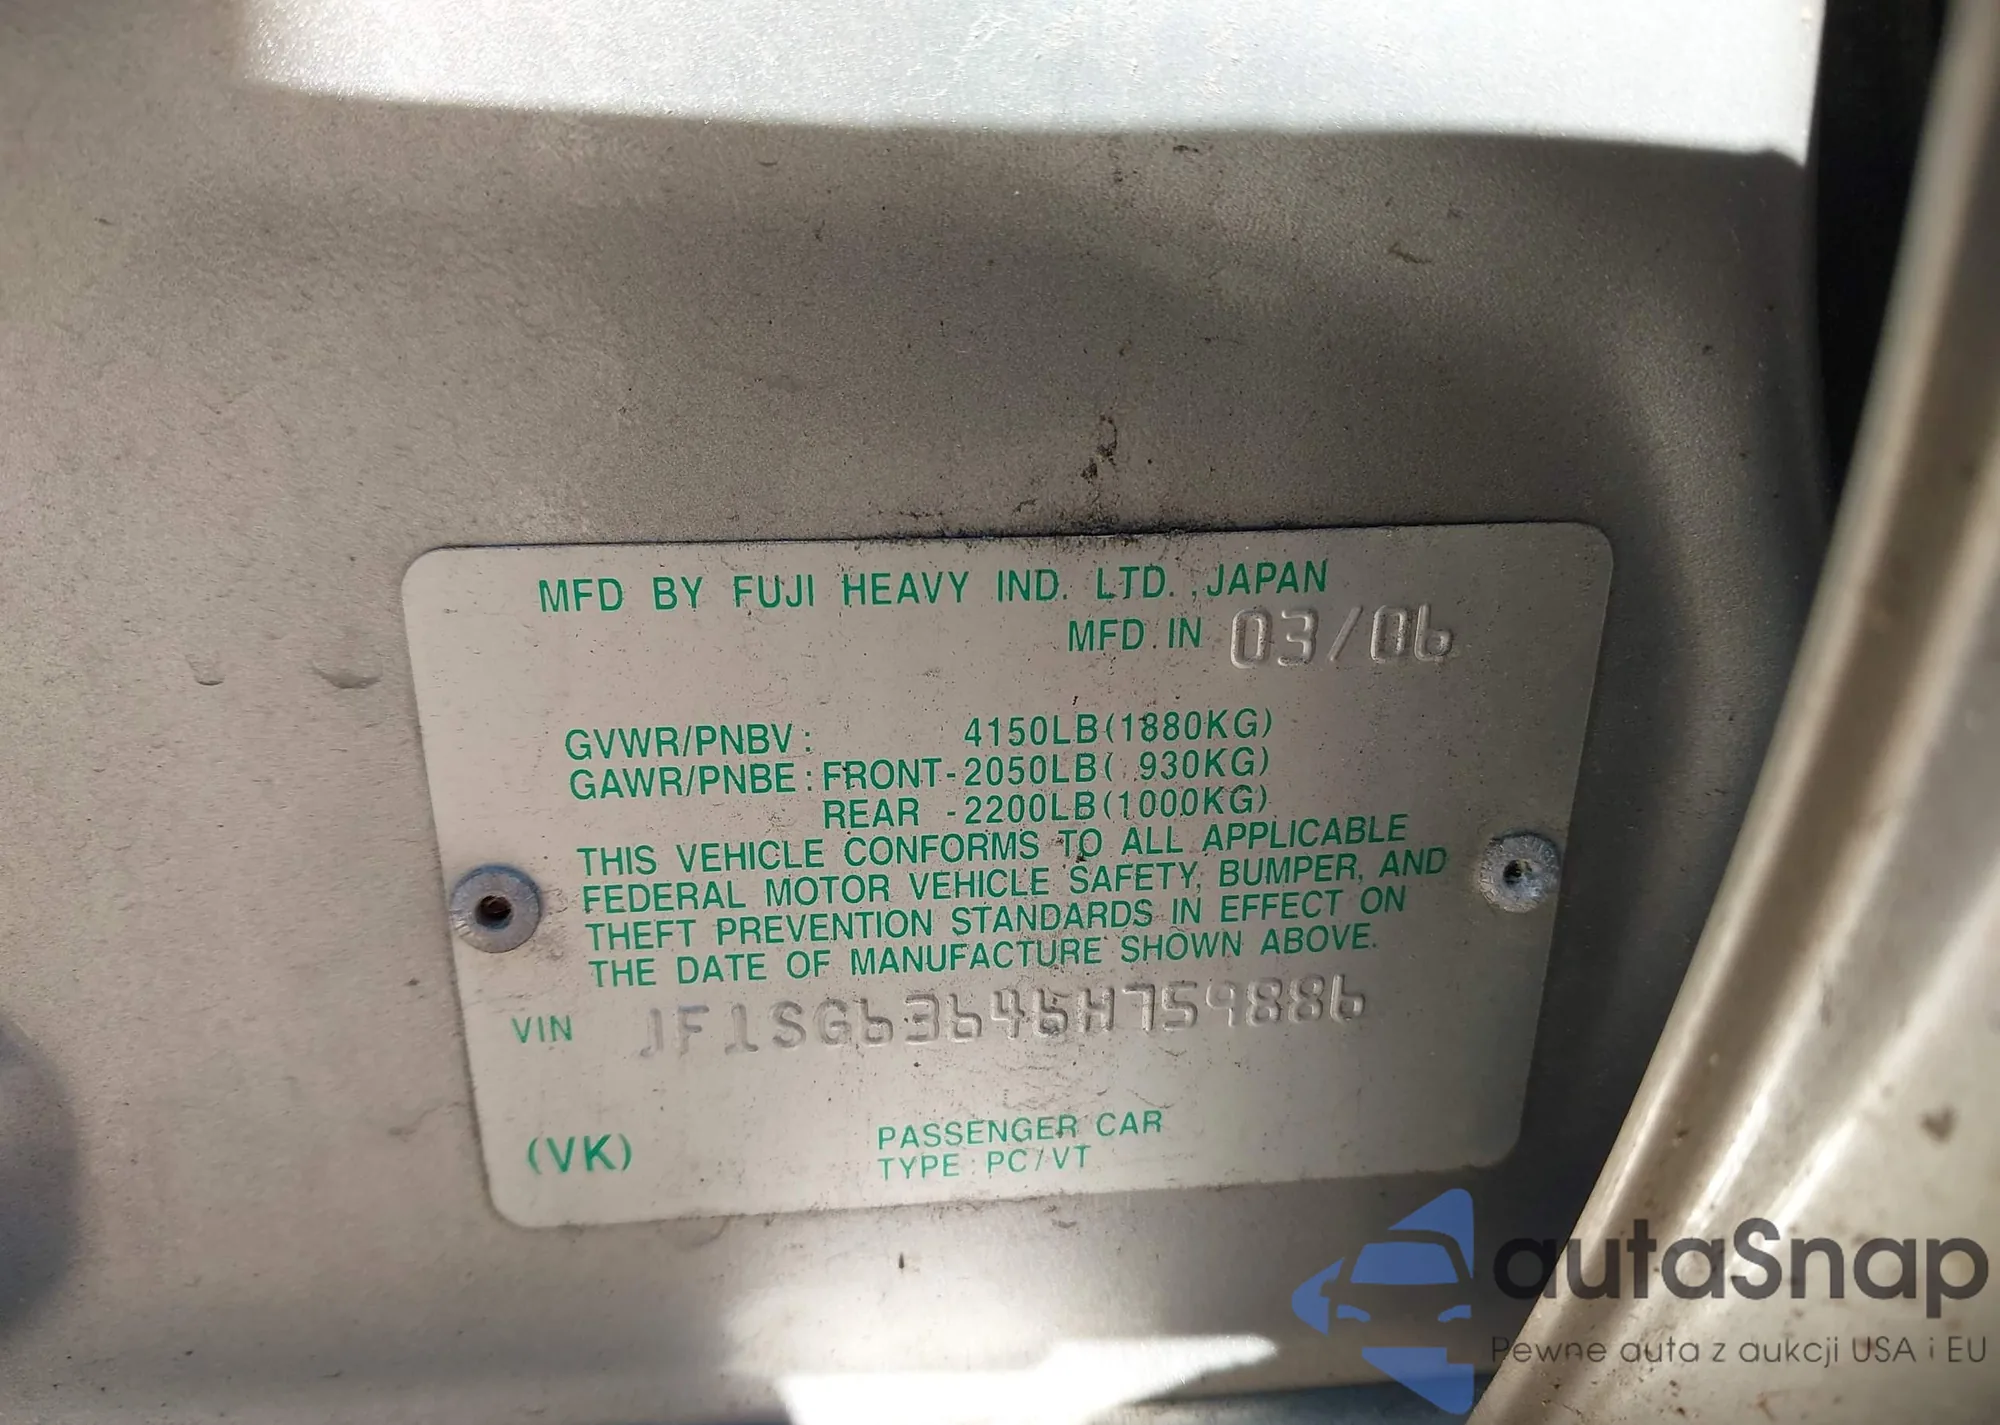 MFD BY FUJI HEAVY IND. LTD., JAPAN
MFD. IN 03/06
GVWR/PNBV: 4150LB(1880KG)
GAWR/PNBE: FRONT-2050LB( 930KG)
REAR -2200LB(1000KG)
THIS VEHICLE CONFORMS TO ALL APPLICABLE
FEDERAL MOTOR VEHICLE SAFETY, BUMPER, AND
THEFT PREVENTION STANDARDS IN EFFECT ON
THE DATE OF MANUFACTURE SHOWN ABOVE.
VIN JF1SG63646H759886
(VK) PASSENGER CAR
TYPE: PC/VT
autaSnap
Pewne auta z aukcji USA i EU